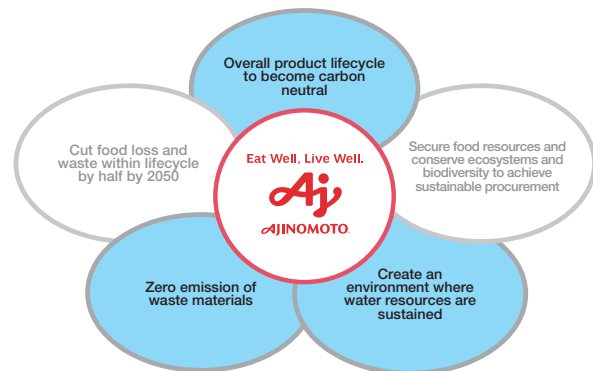 Overall product lifecycle
to become carbon
neutral
Cut food loss and
waste within lifecycle
by half by 2050
Eat Well, Live Well.
Aj
AJINOMOTO
Secure food resources and
conserve ecosystems and
biodiversity to achieve
sustainable procurement
Zero emission of
waste materials
Create an
environment where
water resources are
sustained